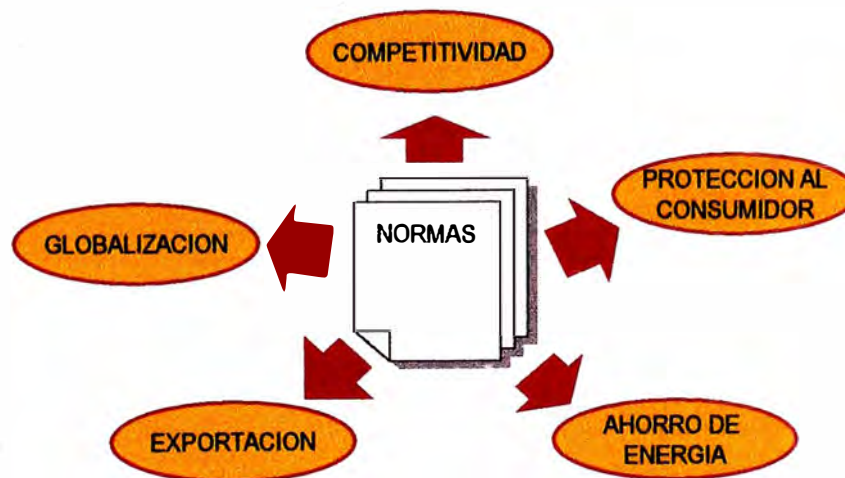 COMPETITIVIDAD
PROTECCION AL
CONSUMIDOR
NORMAS
GLOBALIZACION
EXPORTACION
AHORRO DE
ENERGIA